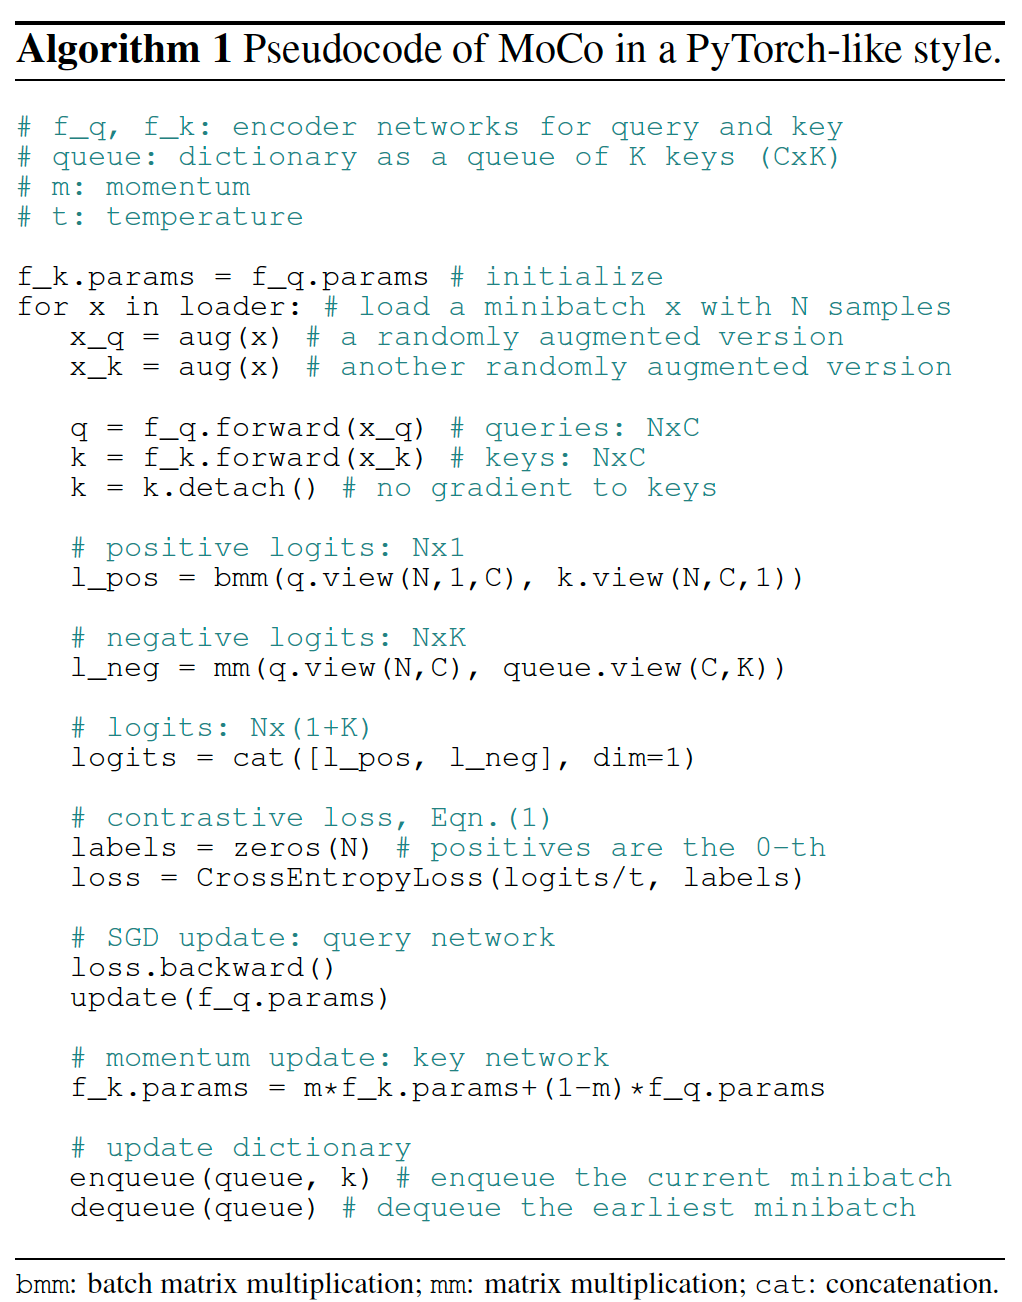 Algorithm 1 Pseudocode of MoCo in a PyTorch-like style.
# f_q, f_k: encoder networks for query and key
# queue: dictionary as a queue of K keys (CxK)
# m: momentum
# t: temperature
f_k.params = f_q.params # initialize
for x in loader: # load a minibatch x with N samples
x_q = aug(x) # a randomly augmented version
x_k = aug(x) # another randomly augmented version
q = f_q.forward(x_q) # queries: NxC
k = f_k.forward(x_k) # keys: NxC
k = k.detach() # no gradient to keys
# positive logits: Nx1
l_pos = bmm(q.view(N,1,C), k.view(N,C,1))
# negative logits: NxK
l_neg = mm(q.view(N,C), queue.view(C,K))
# logits: Nx(1+K)
logits = cat([l_pos, l_neg], dim=1)
# contrastive loss, Eqn.(1)
labels = zeros(N) # positives are the 0-th
loss = CrossEntropyLoss(logits/t, labels)
# SGD update: query network
loss.backward()
update(f_q.params)
# momentum update: key network
f_k.params = m*f_k.params+(1-m)*f_q.params
# update dictionary
enqueue(queue, k) # enqueue the current minibatch
dequeue(queue) # dequeue the earliest minibatch
bmm: batch matrix multiplication; mm: matrix multiplication; cat: concatenation.